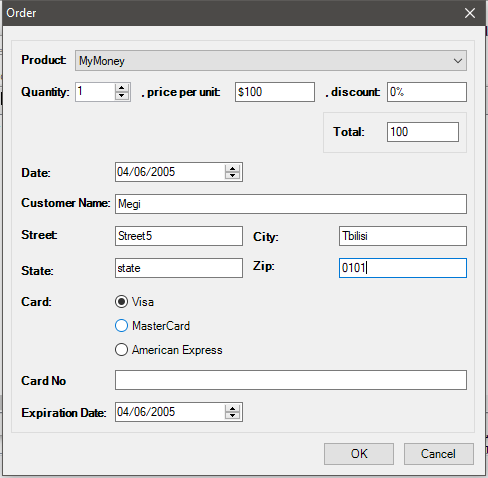 Order
Product: MyMoney
Quantity: 1 , price per unit: $100 , discount: 0%
Total: 100
Date: 04/06/2005
Customer Name: Megi
Street: Street5 City: Tbilisi
State: state Zip: 0101
Card: Visa
MasterCard
American Express
Card No
Expiration Date: 04/06/2005
OK Cancel